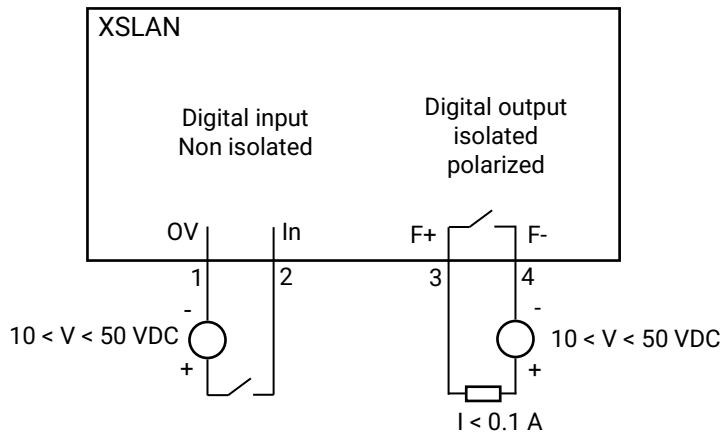 XSLAN
Digital input
Non isolated
Digital output
isolated
polarized
OV
In
F+
F-
1
2
3
4
-
10 < V < 50 VDC
+
-
10 < V < 50 VDC
+
I < 0.1 A